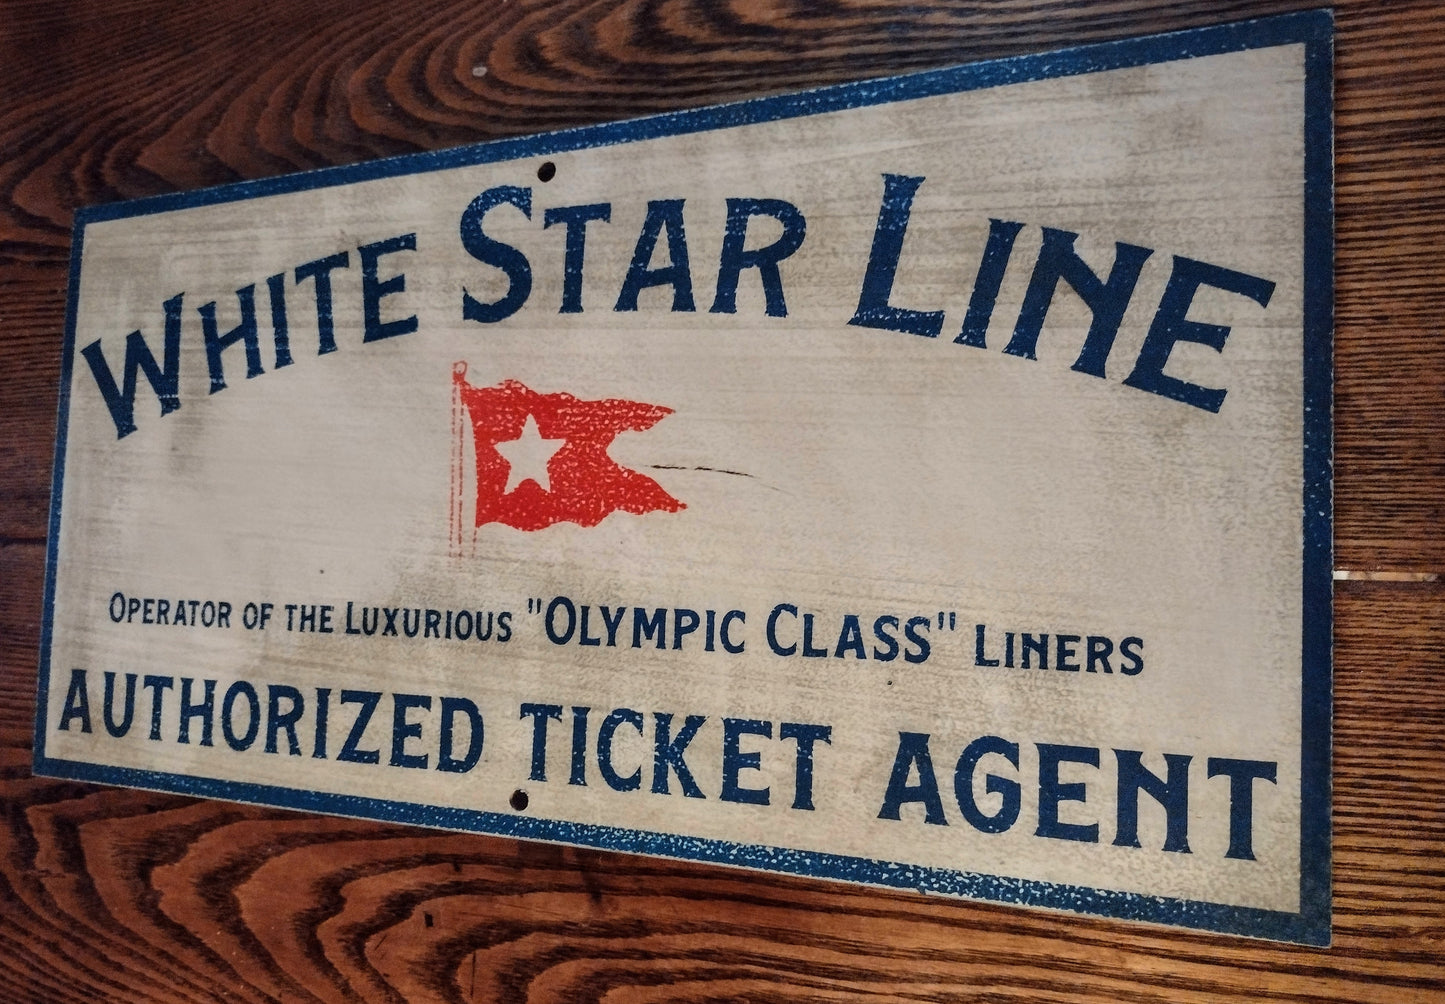 WHITE STAR LINE
OPERATOR OF THE LUXURIOUS "OLYMPIC CLASS" LINERS
AUTHORIZED TICKET AGENT